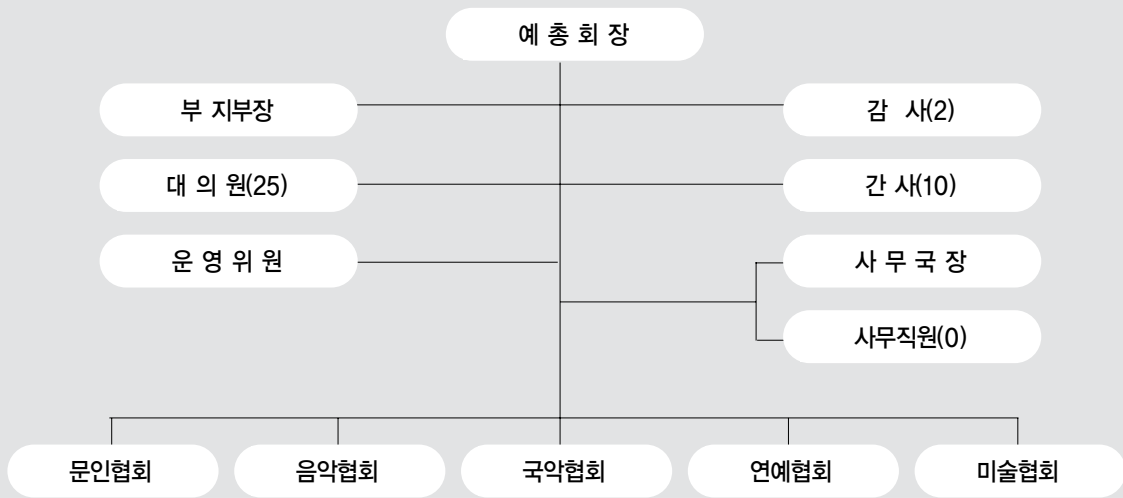 예 총 회 장
부 지부장
감 사(2)
대 의 원(25)
간 사(10)
운 영 위 원
사 무 국 장
사무직원(0)
문인협회
음악협회
국악협회
연예협회
미술협회